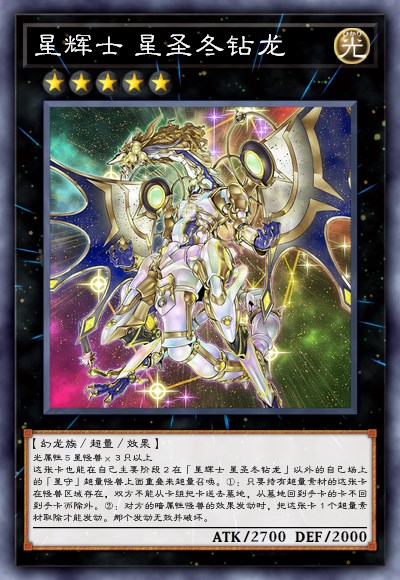 星辉士 星圣冬钻龙
光
【幻龙族／超量／效果】
光属性５星怪兽×３只以上
这张卡也能在自己主要阶段２在「星辉士 星圣冬钻龙」以外的自己场上
的「星守」超量怪兽上面重叠来超量召唤。①：只要持有超量素材的这张卡
在怪兽区域存在，双方不能从卡组把卡送去墓地，从墓地回到手卡的卡不回
到手卡而除外。②：对方的暗属性怪兽的效果发动时，把这张卡１个超量素
材取除才能发动。那个发动无效并破坏。
ATK/2700 DEF/2000